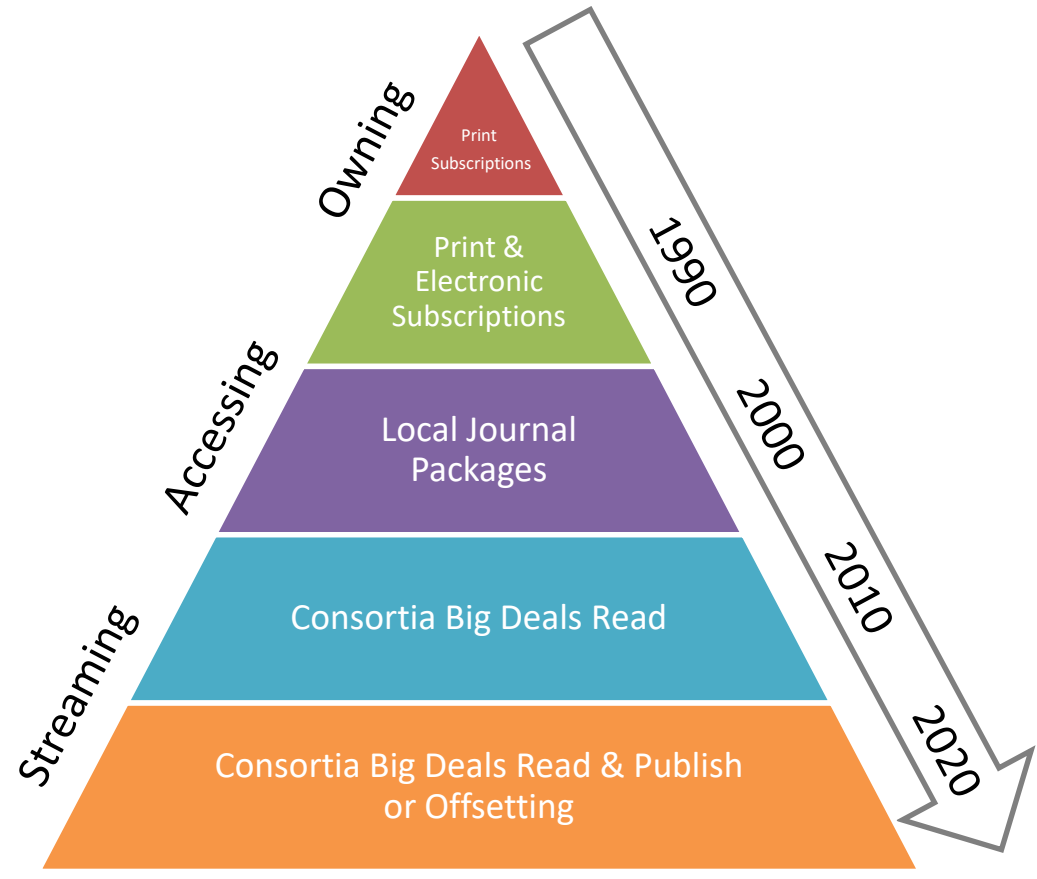 Owning
Print
Subscriptions
1990
Print &
Electronic
Subscriptions
Accessing
2000
Local Journal
Packages
2010
Streaming
Consortia Big Deals Read
2020
Consortia Big Deals Read & Publish
or Offsetting